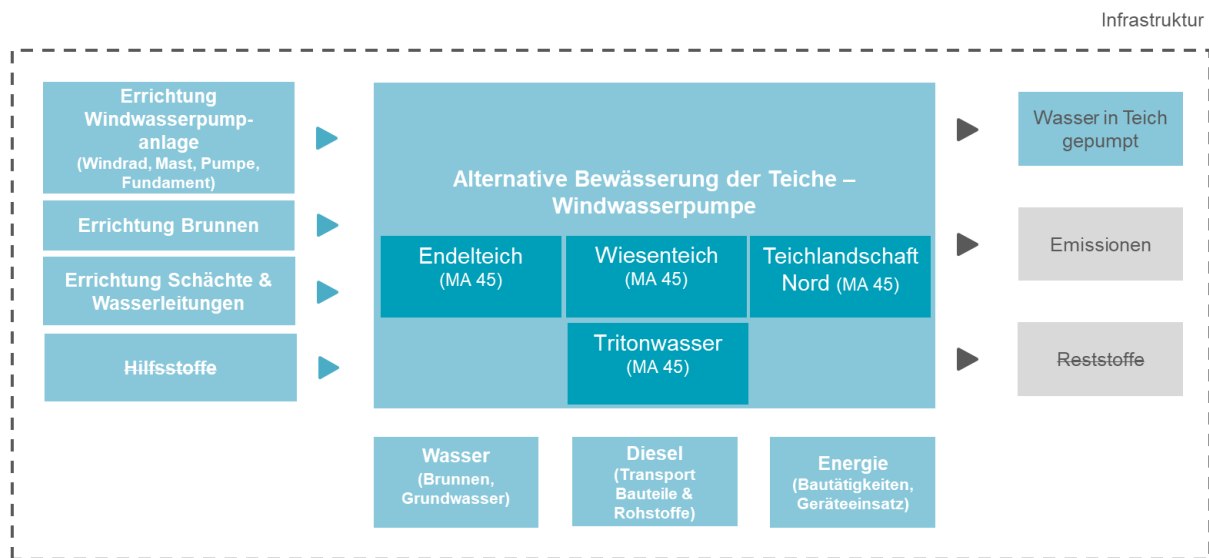 Infrastruktur
Errichtung
Windwasserpump-
anlage
(Windrad, Mast, Pumpe,
Fundament)
Errichtung Brunnen
Errichtung Schächte &
Wasserleitungen
Hilfsstoffe
Alternative Bewässerung der Teiche –
Windwasserpumpe
Endelteich
(MA 45)
Wiesenteich
(MA 45)
Teichlandschaft
Nord (MA 45)
Tritonwasser
(MA 45)
Wasser
(Brunnen,
Grundwasser)
Diesel
(Transport
Bauteile &
Rohstoffe)
Energie
(Bautätigkeiten,
Geräteeinsatz)
Wasser in Teich
gepumpt
Emissionen
Reststoffe